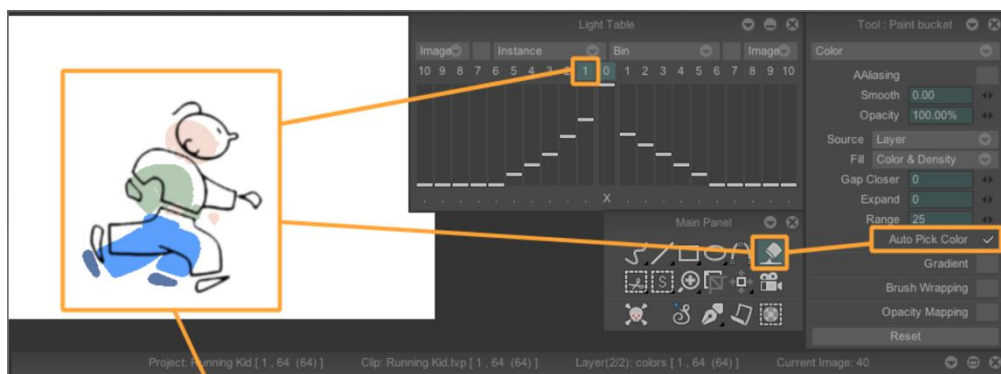 Light Table
Image Instance Bin Image
10 9 8 7 6 5 4 3 2 1 0 1 2 3 4 5 6 7 8 9 10
. . . . . . . . . . X . . . . . . . . . .
Main Panel
S
Tool : Paint bucket
Color
AAliasing
Smooth 0.00
Opacity 100.00%
Source Layer
Fill Color & Density
Gap Closer 0
Expand 0
Range 25
Auto Pick Color
Gradient
Brush Wrapping
Opacity Mapping
Reset
Project: Running Kid [ 1 , 64 (64) ] Clip: Running Kid.tvp [ 1 , 64 (64) ] Layer(2/2): colors [ 1 , 64 (64) ] Current Image: 40